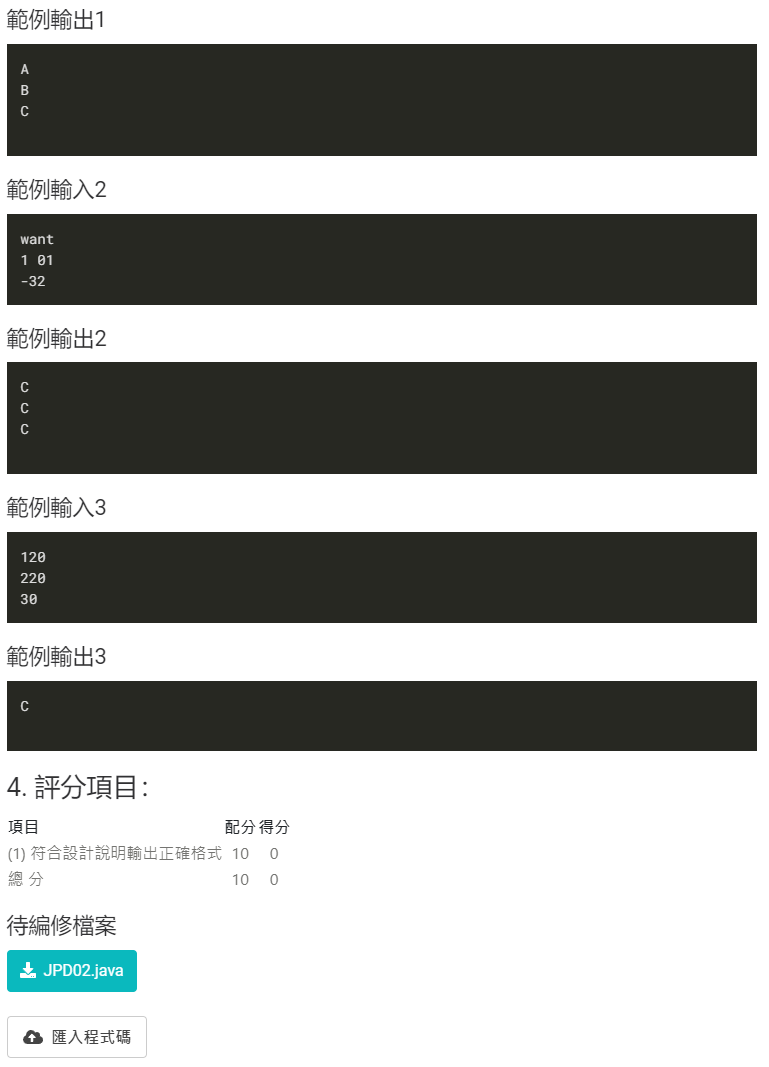 範例輸出1
A
B
C
範例輸入2
want
1 01
-32
範例輸出2
C
C
C
範例輸入3
120
220
30
範例輸出3
C
4. 評分項目：
項目 配分 得分
(1) 符合設計說明輸出正確格式 10 0
總 分 10 0
待編修檔案
JPD02.java
匯入程式碼